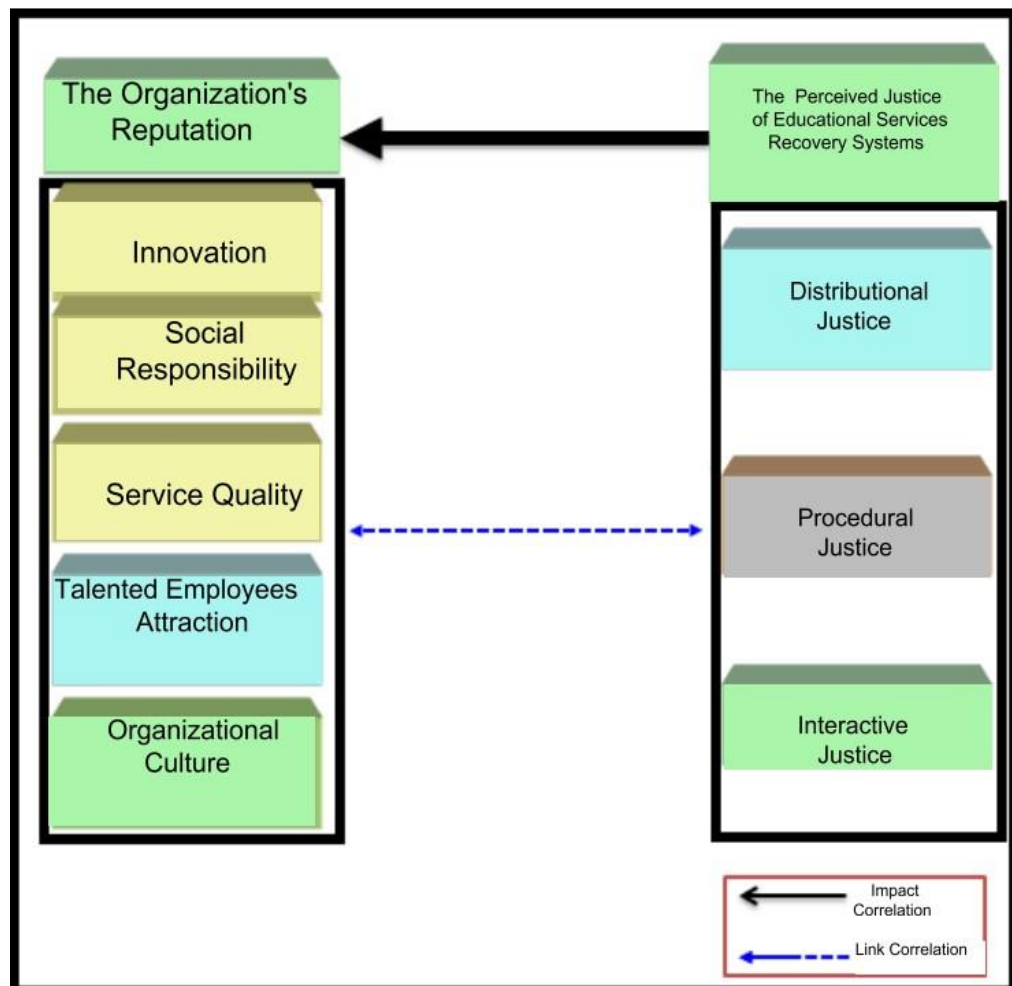 The Organization's
Reputation
The Perceived Justice
of Educational Services
Recovery Systems
Innovation
Social
Responsibility
Service Quality
Talented Employees
Attraction
Organizational
Culture
Distributional
Justice
Procedural
Justice
Interactive
Justice
Impact
Correlation
Link Correlation